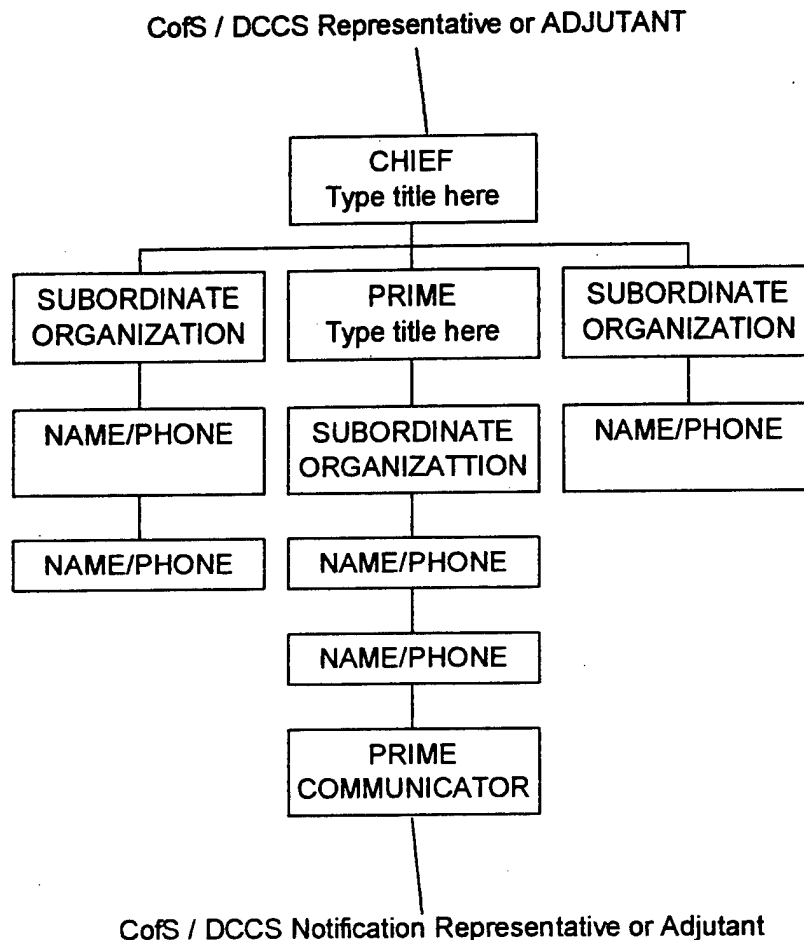 CofS / DCCS Representative or ADJUTANT
CHIEF
Type title here
SUBORDINATE
ORGANIZATION
PRIME
Type title here
SUBORDINATE
ORGANIZATION
NAME/PHONE
SUBORDINATE
ORGANIZATTION
NAME/PHONE
NAME/PHONE
NAME/PHONE
NAME/PHONE
PRIME
COMMUNICATOR
CofS / DCCS Notification Representative or Adjutant